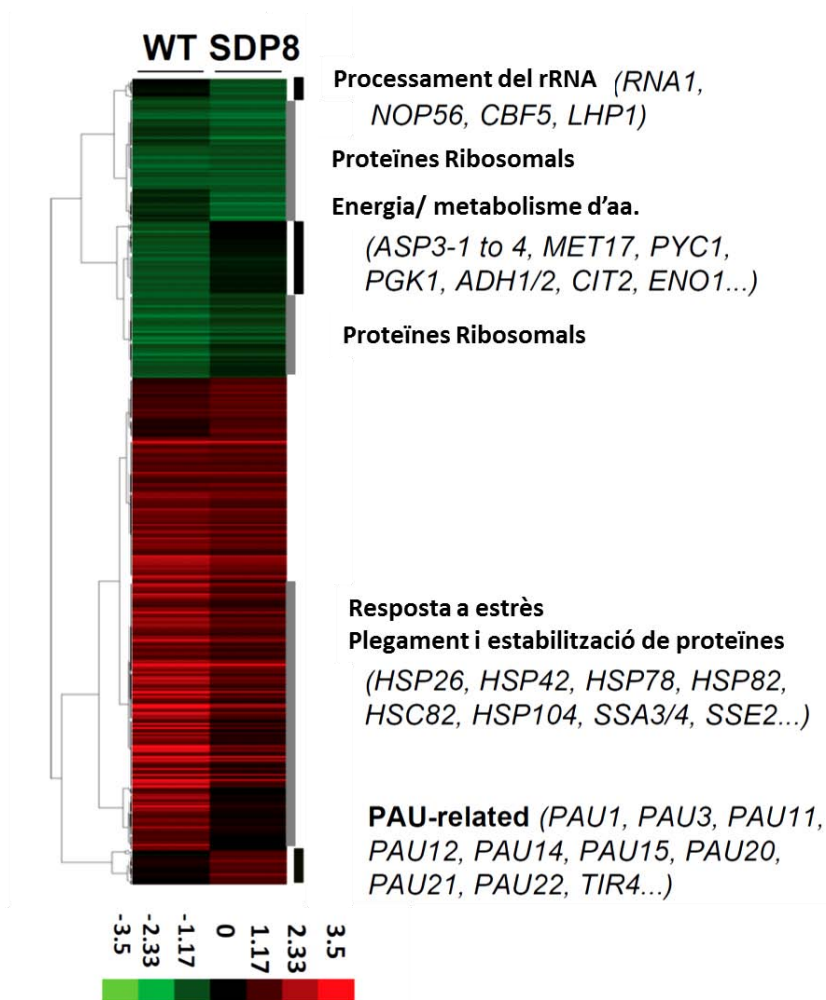 WT SDP8
Processament del rRNA (RNA1,
NOP56, CBF5, LHP1)
Proteïnes Ribosomals
Energia/ metabolisme d’aa.
(ASP3-1 to 4, MET17, PYC1,
PGK1, ADH1/2, CIT2, ENO1...)
Proteïnes Ribosomals
Resposta a estrès
Plegament i estabilització de proteïnes
(HSP26, HSP42, HSP78, HSP82,
HSC82, HSP104, SSA3/4, SSE2...)
PAU-related (PAU1, PAU3, PAU11,
PAU12, PAU14, PAU15, PAU20,
PAU21, PAU22, TIR4...)
-3.5
-2.33
-1.17
0
1.17
2.33
3.5